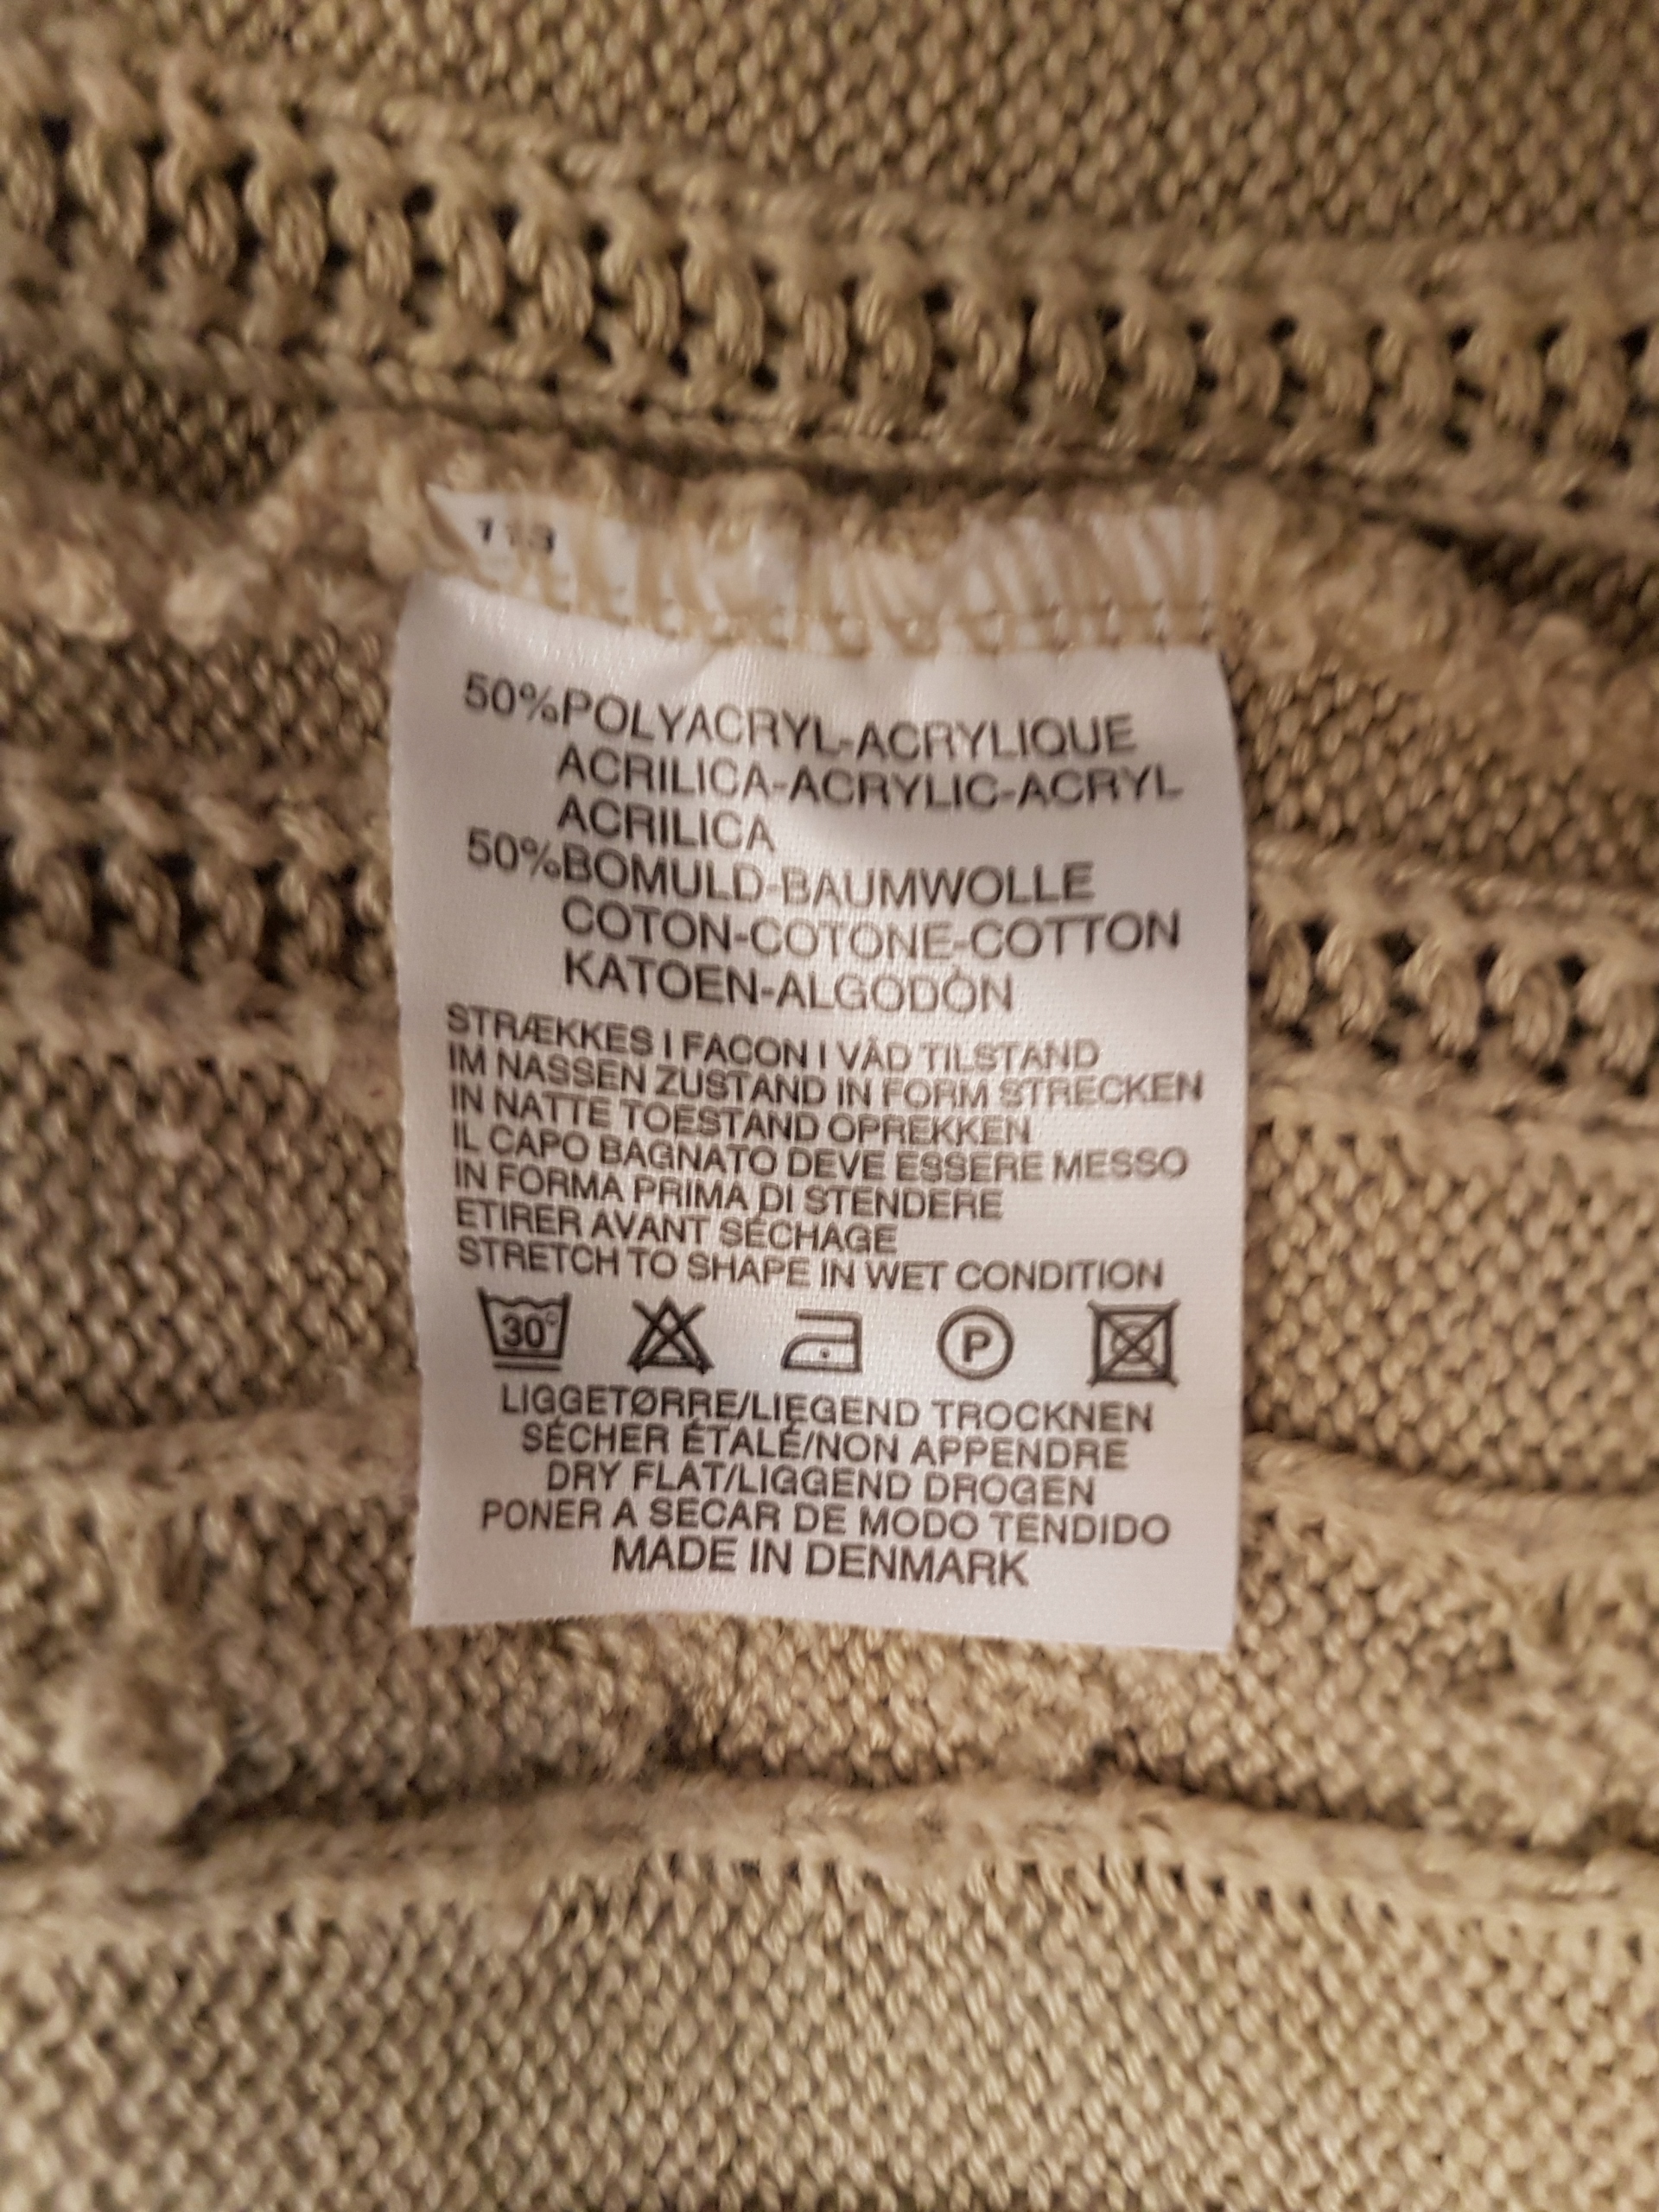 50%POLYACRYL-ACRYLIQUE
ACRILICA-ACRYLIC-ACRYL
ACRILICA
50%BOMULD-BAUMWOLLE
COTON-COTONE-COTTON
KATOEN-ALGODÒN
STRÆKKES I FACON I VÅD TILSTAND
IM NASSEN ZUSTAND IN FORM STRECKEN
IN NATTE TOESTAND OPREKKEN
IL CAPO BAGNATO DEVE ESSERE MESSO
IN FORMA PRIMA DI STENDERE
ETIRER AVANT SÉCHAGE
STRETCH TO SHAPE IN WET CONDITION
30° P
LIGGETØRRE/LIEGEND TROCKNEN
SÉCHER ÉTALÉ/NON APPENDRE
DRY FLAT/LIGGEND DROGEN
PONER A SECAR DE MODO TENDIDO
MADE IN DENMARK